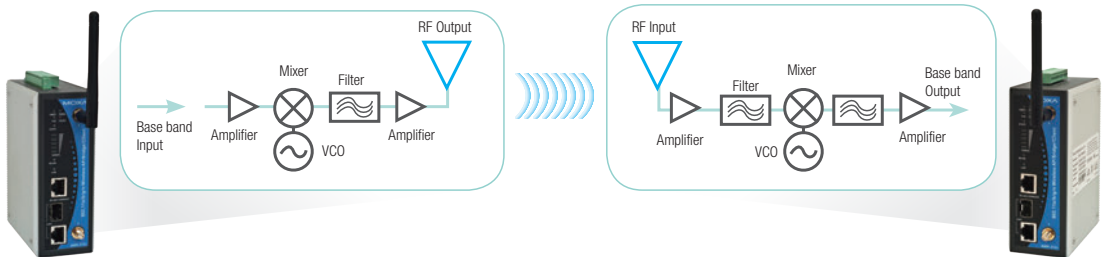 RF Output
Mixer
Filter
Base band
Input
Amplifier
VCO
Amplifier
RF Input
Filter
Mixer
Base band
Output
Amplifier
VCO
Amplifier
MOXA